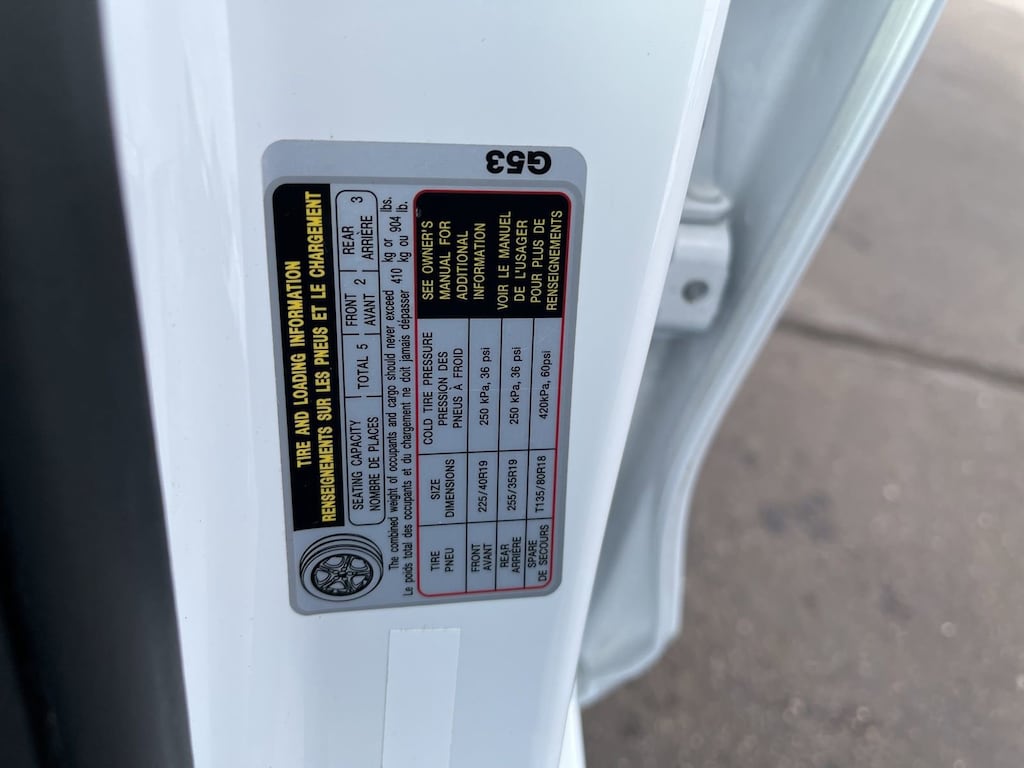 G53
TIRE AND LOADING INFORMATION
RENSEIGNEMENTS SUR LES PNEUS ET LE CHARGEMENT
SEATING CAPACITY TOTAL 5 FRONT 2 REAR 3
NOMBRE DE PLACES AVANT ARRIÈRE
The combined weight of occupants and cargo should never exceed 410 kg or 904 lbs.
Le poids total des occupants et du chargement ne doit jamais dépasser kg ou lb.
TIRE
PNEU
SIZE
DIMENSIONS
COLD TIRE PRESSURE
PRESSION DES
PNEUS À FROID
SEE OWNER'S
MANUAL FOR
ADDITIONAL
INFORMATION
VOIR LE MANUEL
DE L'USAGER
POUR PLUS DE
RENSEIGNEMENTS
FRONT
AVANT
225/40R19
250 kPa, 36 psi
REAR
ARRIÈRE
255/35R19
250 kPa, 36 psi
SPARE
DE SECOURS
T135/80R18
420kPa, 60psi